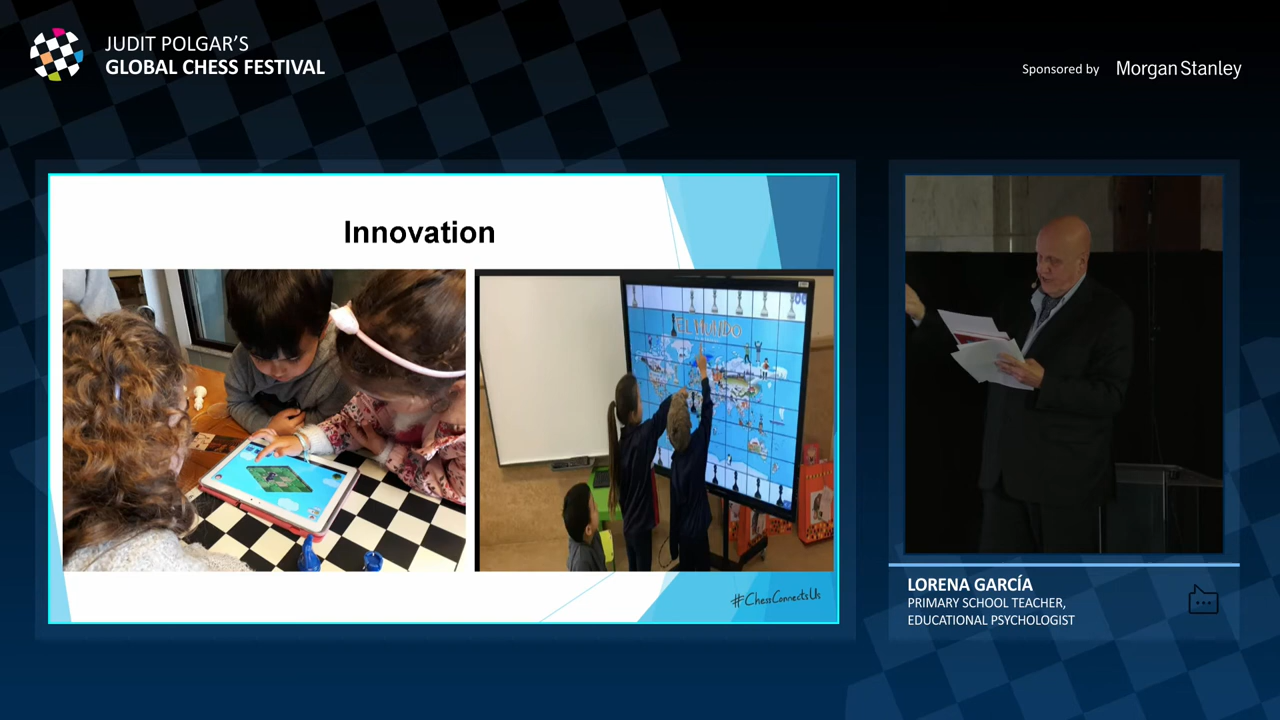 JUDIT POLGAR'S
GLOBAL CHESS FESTIVAL
Sponsored by Morgan Stanley
Innovation
EL MUNDO
#ChessConnectsUs
LORENA GARCÍA
PRIMARY SCHOOL TEACHER,
EDUCATIONAL PSYCHOLOGIST